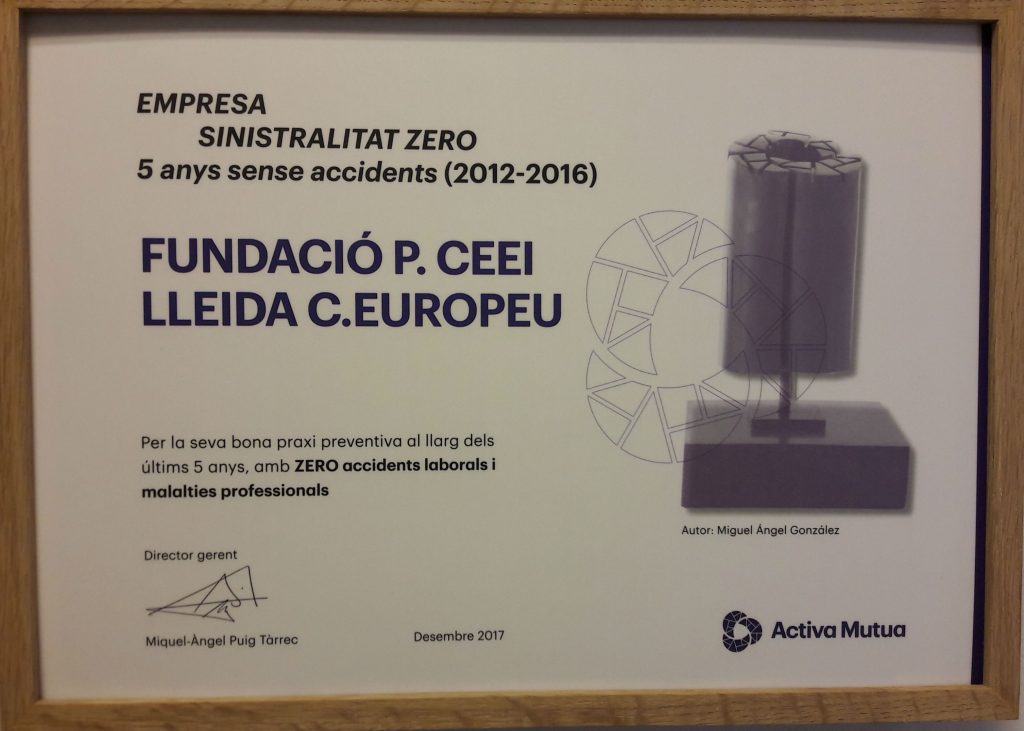 EMPRESA
SINISTRALITAT ZERO
5 anys sense accidents (2012-2016)
FUNDACIÓ P. CEEI
LLEIDA C.EUROPEU
Per la seva bona praxi preventiva al llarg dels
últims 5 anys, amb ZERO accidents laborals i
malalties professionals
Autor: Miguel Ángel González
Director gerent
Miquel-Àngel Puig Tàrrec
Desembre 2017
Activa Mutua